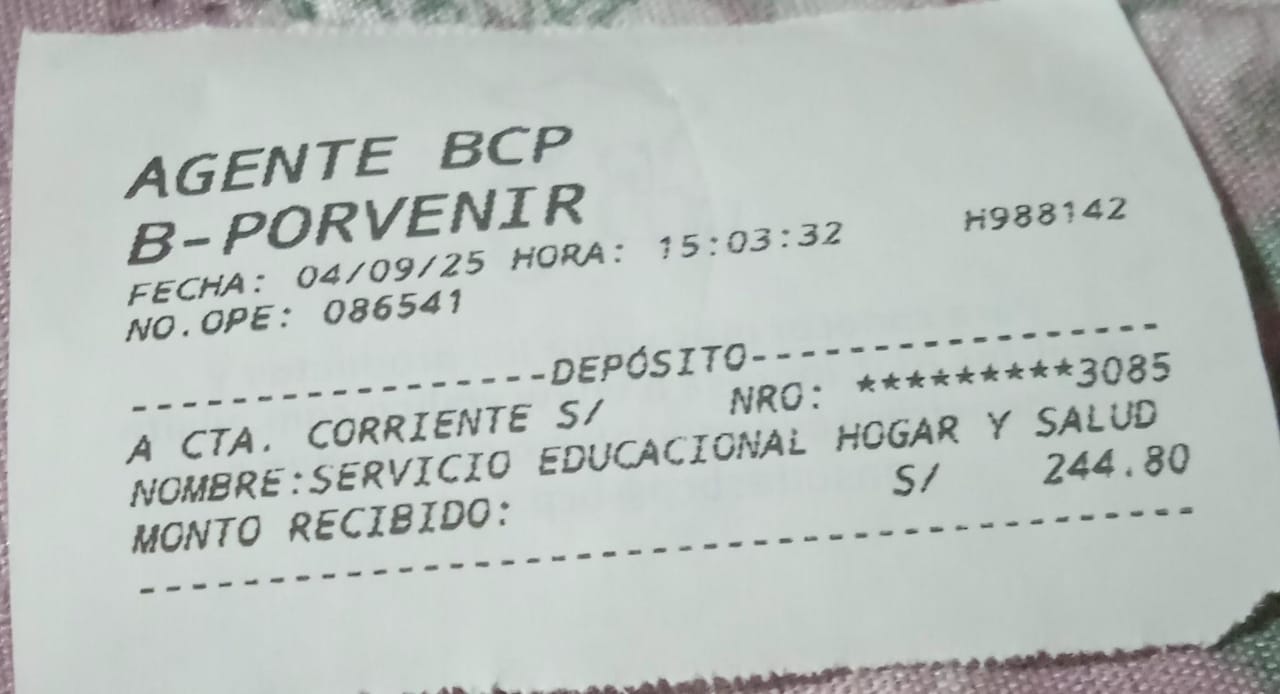 AGENTE BCP
B-PORVENIR
FECHA: 04/09/25 HORA: 15:03:32 H988142
NO.OPE: 086541
------------------DEPÓSITO------------------
A CTA. CORRIENTE S/ NRO: *********3085
NOMBRE:SERVICIO EDUCACIONAL HOGAR Y SALUD
MONTO RECIBIDO: S/ 244.80
--------------------------------------------